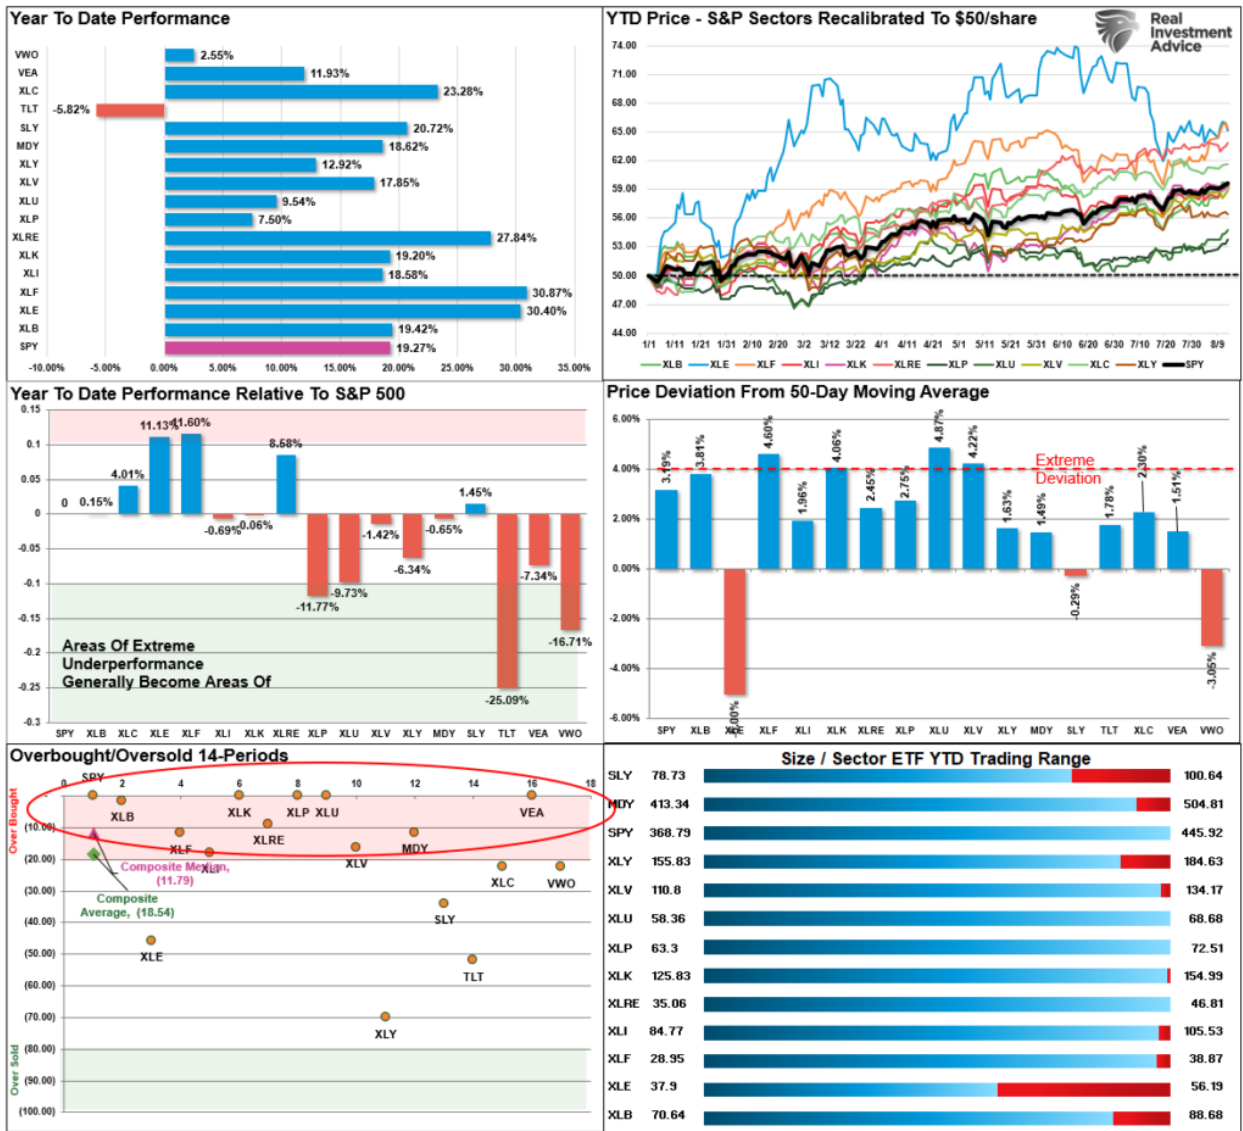 Year To Date Performance
VWO 2.55%
VEA 11.93%
XLC 23.28%
TLT -5.82%
SLY 20.72%
MDY 18.62%
XLY 12.92%
XLV 17.85%
XLU 9.54%
XLP 7.50%
XLRE 27.84%
XLK 19.20%
XLI 18.58%
XLF 30.87%
XLE 30.40%
XLB 19.42%
SPY 19.27%
-10.00% -5.00% 0.00% 5.00% 10.00% 15.00% 20.00% 25.00% 30.00% 35.00%
YTD Price - S&P Sectors Recalibrated To $50/share
Real
Investment
Advice
74.00
71.00
68.00
65.00
62.00
59.00
56.00
53.00
50.00
47.00
44.00
1/1 1/11 1/21 1/31 2/10 2/20 3/2 3/12 3/22 4/1 4/11 4/21 5/1 5/11 5/21 5/31 6/10 6/20 6/30 7/10 7/20 7/30 8/9
XLB XLE XLF XLI XLK XLRE XLP XLU XLV XLC XLY SPY
Year To Date Performance Relative To S&P 500
0.15
0.1
0.05
0
-0.05
-0.1
-0.15
-0.2
-0.25
-0.3
0 0.15% 4.01% 11.13% 11.60% -0.69% -0.06% 8.58% -11.77% -9.73% -1.42% -6.34% -0.65% 1.45% -25.09% -7.34% -16.71%
Areas Of Extreme
Underperformance
Generally Become Areas Of
SPY XLB XLC XLE XLF XLI XLK XLRE XLP XLU XLV XLY MDY SLY TLT VEA VWO
Price Deviation From 50-Day Moving Average
6.00%
4.00%
2.00%
0.00%
-2.00%
-4.00%
-6.00%
3.19% 3.81% 4.60% 1.96% 4.06% 2.45% 2.75% 4.87% 4.22% 1.63% 1.49% -0.29% 1.78% 2.30% 1.51% -3.05%
Extreme
Deviation
SPY XLB XLE XLF XLI XLK XLRE XLP XLU XLV XLY MDY SLY TLT XLC VEA VWO
Overbought/Oversold 14-Periods
0 2 4 6 8 10 12 14 16 18
-
(10.00)
(20.00)
(30.00)
(40.00)
(50.00)
(60.00)
(70.00)
(80.00)
(90.00)
(100.00)
Over Bought
Over Sold
SPY
XLB
XLK
XLP
XLU
VEA
XLRE
XLF
MDY
XLV
XLC
VWO
SLY
XLE
TLT
XLY
Composite Median,
(11.79)
Composite
Average, (18.54)
Size / Sector ETF YTD Trading Range
SLY 78.73 100.64
MDY 413.34 504.81
SPY 368.79 445.92
XLY 155.83 184.63
XLV 110.8 134.17
XLU 58.36 68.68
XLP 63.3 72.51
XLK 125.83 154.99
XLRE 35.06 46.81
XLI 84.77 105.53
XLF 28.95 38.87
XLE 37.9 56.19
XLB 70.64 88.68